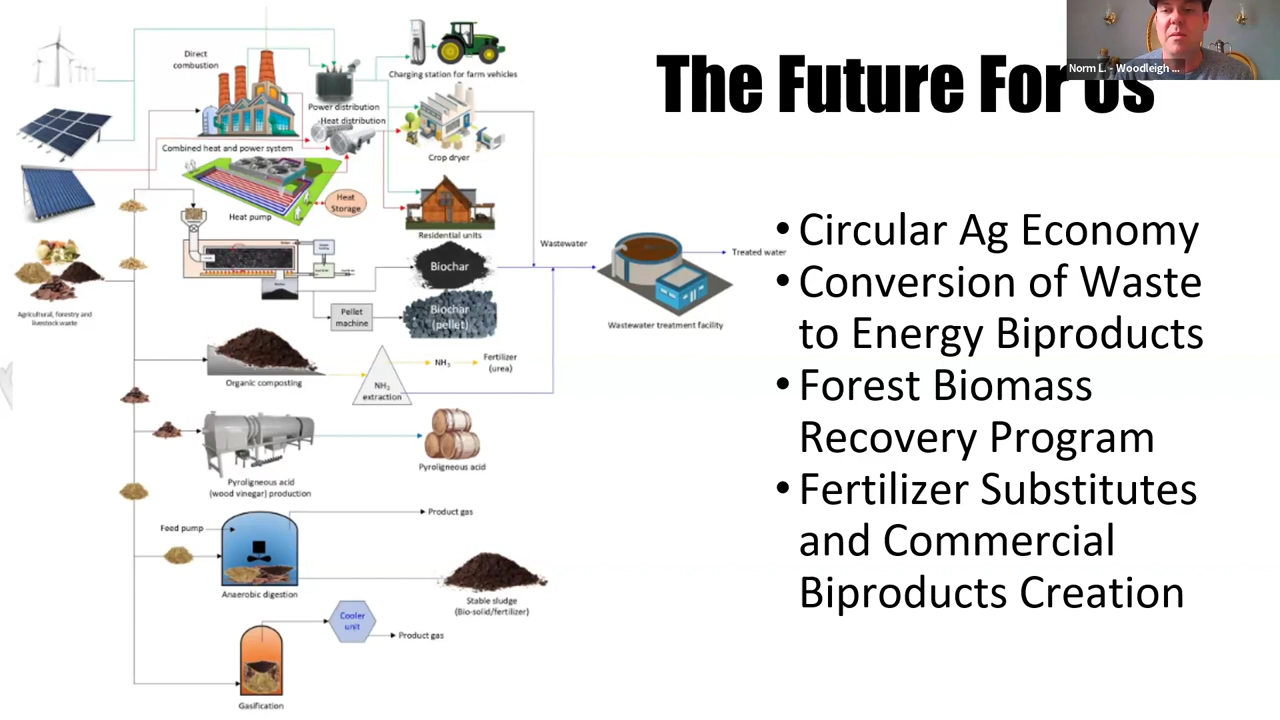 The Future For Us
Norm L. - Woodleigh ...
• Circular Ag Economy
• Conversion of Waste
to Energy Biproducts
• Forest Biomass
Recovery Program
• Fertilizer Substitutes
and Commercial
Biproducts Creation
Direct
combustion
Charging station for farm vehicles
Power distribution
Heat distribution
Combined heat and power system
Crop dryer
Heat
Storage
Heat pump
Residential units
Wastewater
Treated water
Wastewater treatment facility
Biochar
Agricultural, forestry and
livestock waste
Pellet
machine
Biochar
(pellet)
Organic composting
NH3
extraction
NH3
Fertilizer
(urea)
Pyroligneous acid
(wood vinegar) production
Pyroligneous acid
Feed pump
Product gas
Anaerobic digestion
Stable sludge
(Bio-solid/fertilizer)
Cooler
unit
Product gas
Gasification